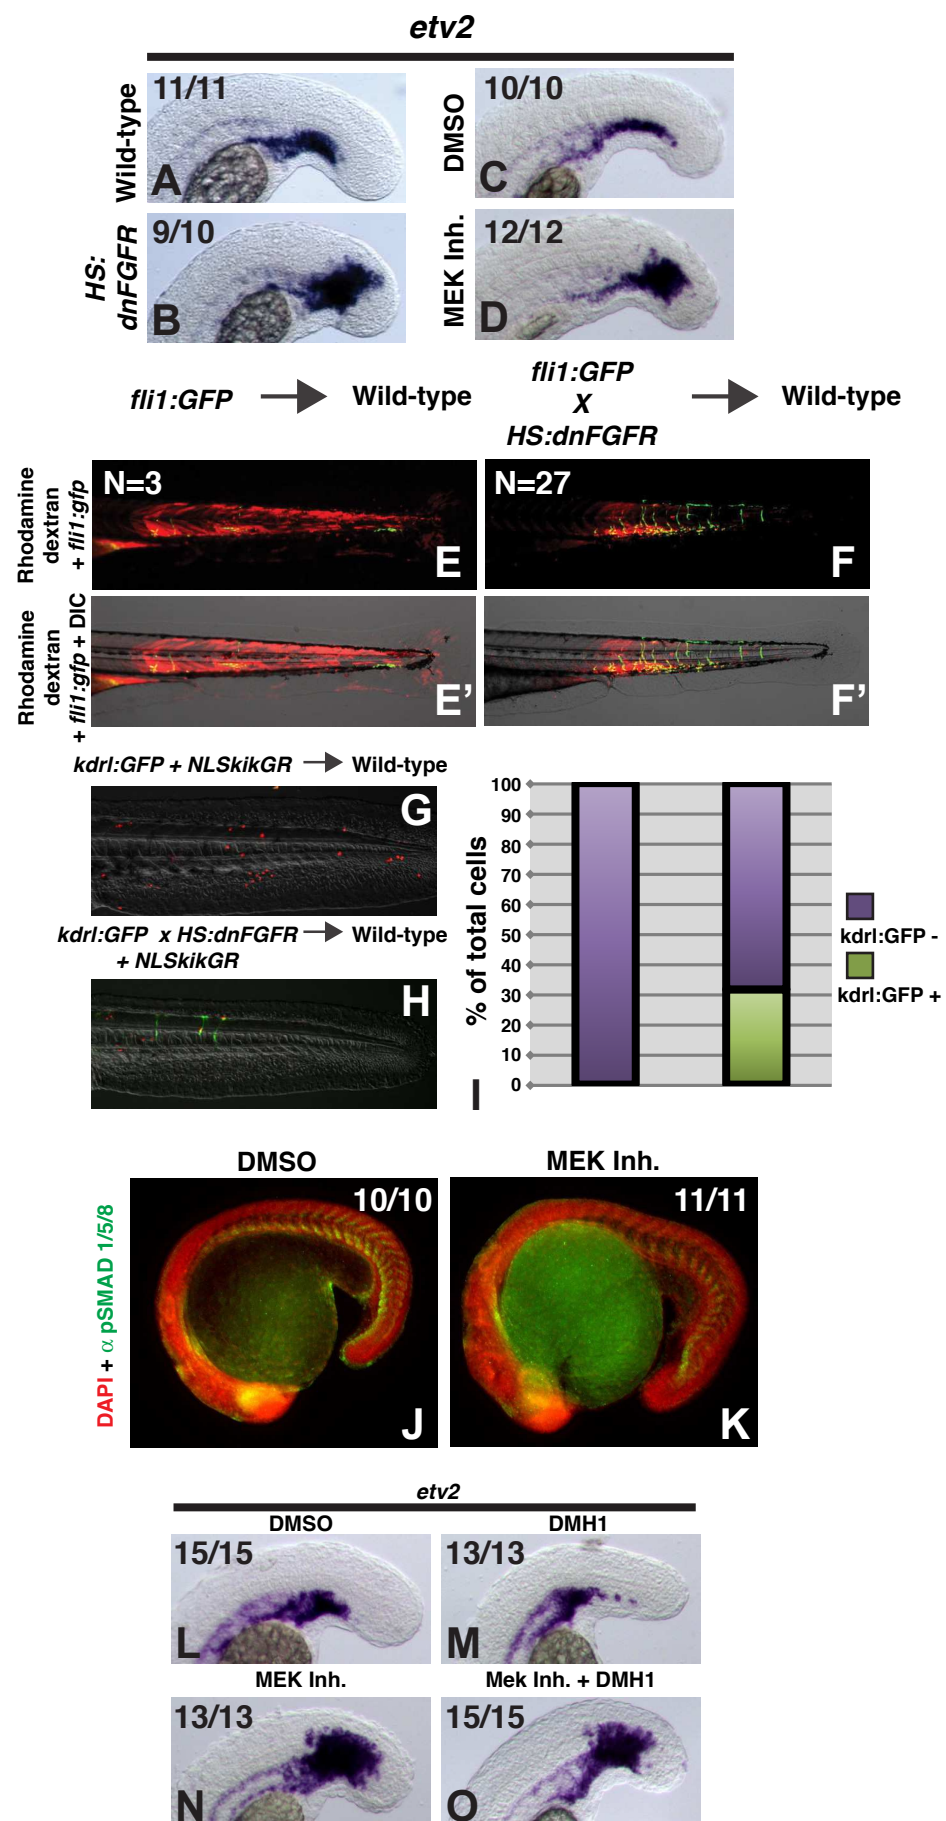 etv2
Wild-type
11/11
A
DMSO
10/10
C
HS:
dnFGFR
9/10
B
MEK Inh.
12/12
D
fli1:GFP
Wild-type
fli1:GFP
X
HS:dnFGFR
Wild-type
Rhodamine
dextran
+ fli1:gfp
N=3
E
N=27
F
Rhodamine
dextran
+ fli1:gfp + DIC
E'
F'
kdrl:GFP + NLSkikGR
Wild-type
G
kdrl:GFP x HS:dnFGFR
+ NLSkikGR
Wild-type
H
% of total cells
100
90
80
70
60
50
40
30
20
10
0
kdrl:GFP -
kdrl:GFP +
I
DMSO
MEK Inh.
DAPI + α pSMAD 1/5/8
10/10
J
11/11
K
etv2
DMSO
DMH1
15/15
L
13/13
M
MEK Inh.
Mek Inh. + DMH1
13/13
N
15/15
O